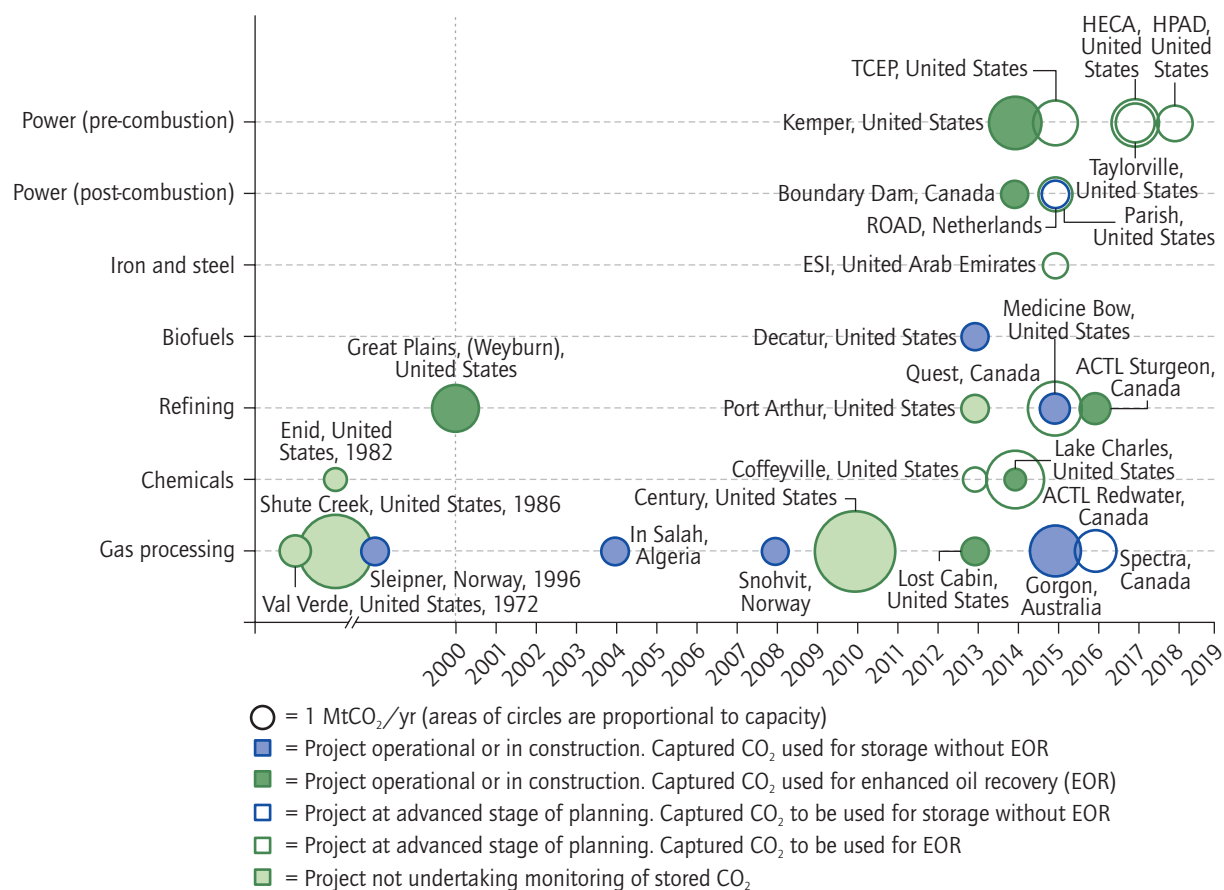 HECA,
United
States
HPAD,
United
States
TCEP, United States
Power (pre-combustion)
Kemper, United States
Taylorville,
United States
Power (post-combustion)
Boundary Dam, Canada
ROAD, Netherlands
Parish,
United States
Iron and steel
ESI, United Arab Emirates
Medicine Bow,
United States
Biofuels
Decatur, United States
Great Plains, (Weyburn),
United States
Quest, Canada
ACTL Sturgeon,
Canada
Refining
Port Arthur, United States
Enid, United
States, 1982
Lake Charles,
United States
Chemicals
Coffeyville, United States
Shute Creek, United States, 1986
Century, United States
ACTL Redwater,
Canada
Gas processing
In Salah,
Algeria
Sleipner, Norway, 1996
Val Verde, United States, 1972
Snohvit,
Norway
Lost Cabin,
United States
Gorgon,
Australia
Spectra,
Canada
2000
2001
2002
2003
2004
2005
2006
2007
2008
2009
2010
2011
2012
2013
2014
2015
2016
2017
2018
2019
= 1 MtCO₂/yr (areas of circles are proportional to capacity)
= Project operational or in construction. Captured CO₂ used for storage without EOR
= Project operational or in construction. Captured CO₂ used for enhanced oil recovery (EOR)
= Project at advanced stage of planning. Captured CO₂ to be used for storage without EOR
= Project at advanced stage of planning. Captured CO₂ to be used for EOR
= Project not undertaking monitoring of stored CO₂